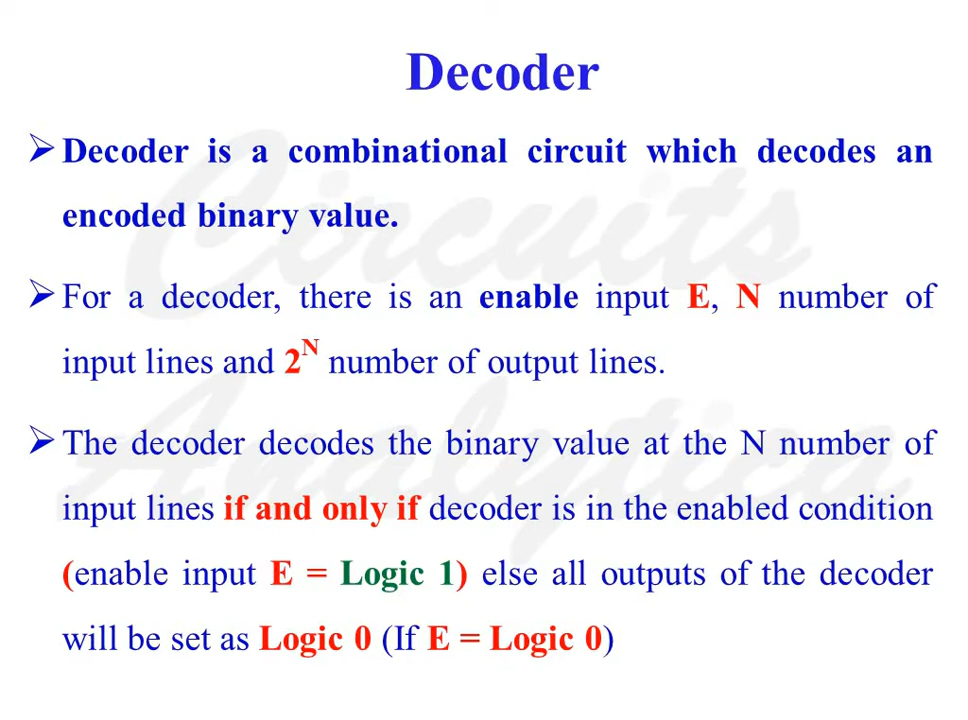 Decoder
➢ Decoder is a combinational circuit which decodes an
encoded binary value.
➢ For a decoder, there is an enable input E, N number of
input lines and 2^N number of output lines.
➢ The decoder decodes the binary value at the N number of
input lines if and only if decoder is in the enabled condition
(enable input E = Logic 1) else all outputs of the decoder
will be set as Logic 0 (If E = Logic 0)
Circuits
Analytica